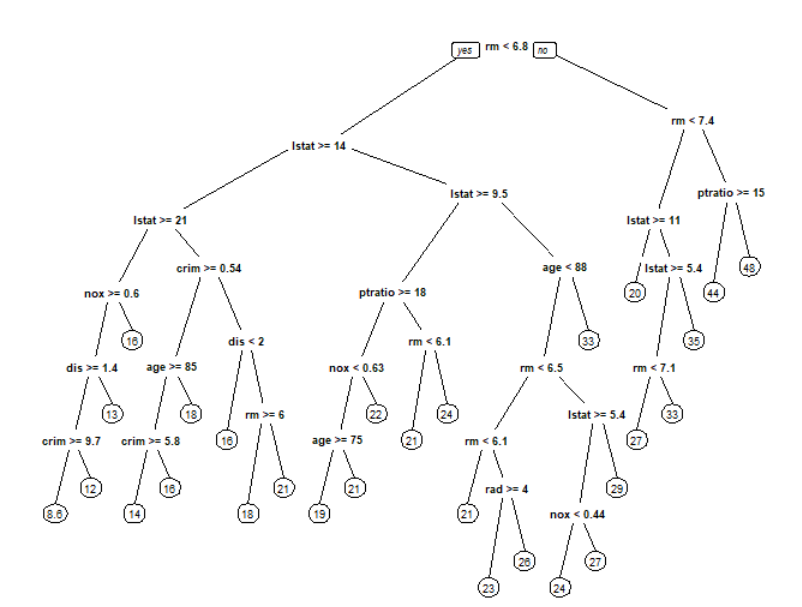 yes rm < 6.8 no
rm < 7.4
lstat >= 14
lstat >= 9.5 ptratio >= 15
lstat >= 21 lstat >= 11
crim >= 0.54 age < 88 lstat >= 5.4 48
nox >= 0.6 ptratio >= 18 20 44
16 dis < 2 rm < 6.1 33 35
dis >= 1.4 age >= 85 nox < 0.63 rm < 6.5 rm < 7.1
13 18 rm >= 6 22 24 lstat >= 5.4 33
crim >= 9.7 crim >= 5.8 16 age >= 75 21 rm < 6.1 27
12 16 21 21 rad >= 4 29
8.6 14 18 19 21 nox < 0.44
26 27
23 24